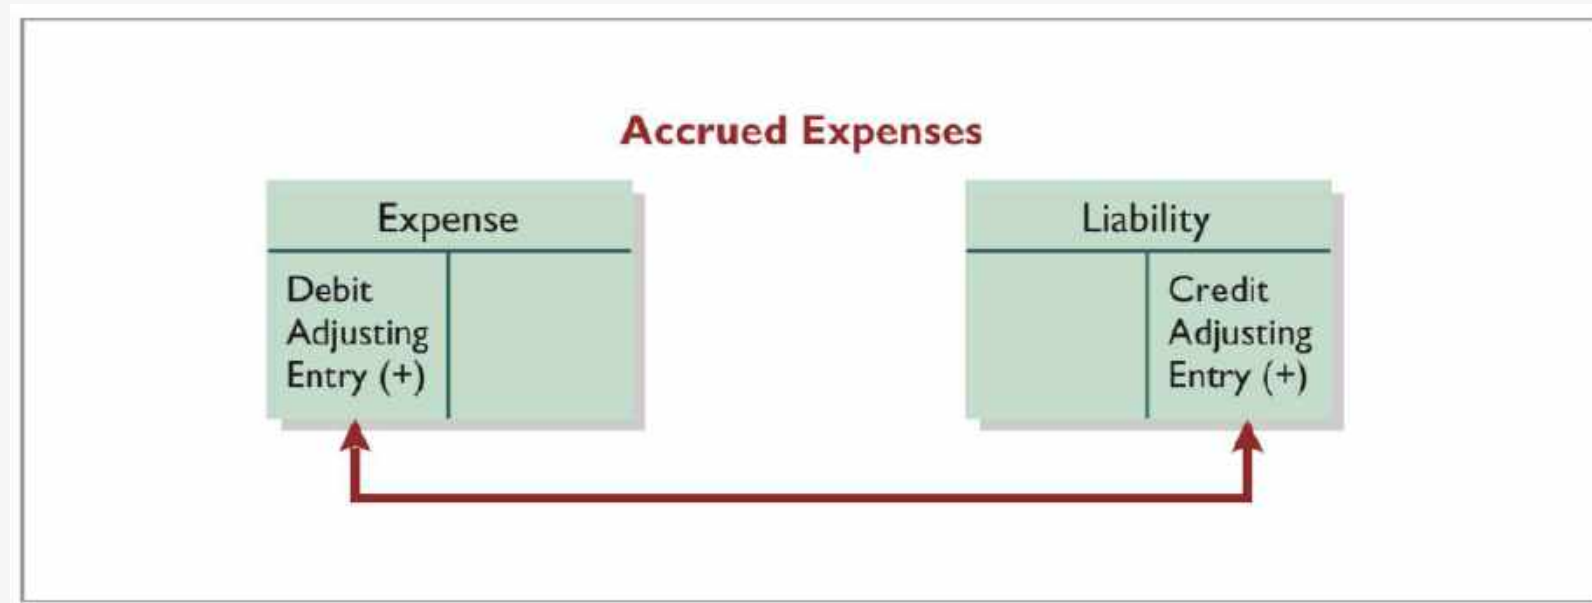 Accrued Expenses
Expense
Debit
Adjusting
Entry (+)
Liability
Credit
Adjusting
Entry (+)